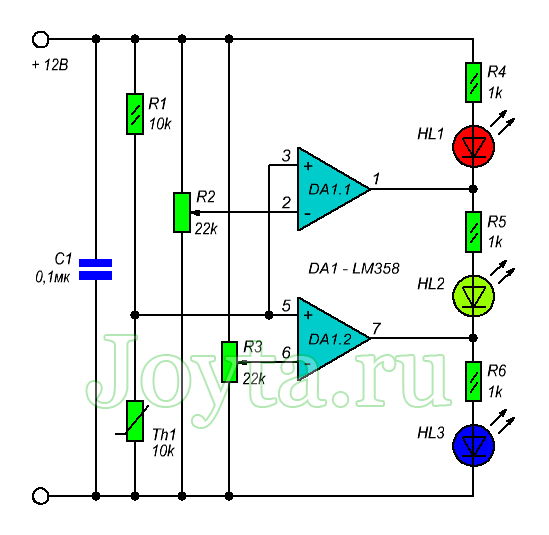 + 12В
R4
1k
R1
10k
HL1
3
1
DA1.1
R2
2
22k
R5
1k
C1
0,1мк
DA1 - LM358
HL2
5
7
DA1.2
R3
6
22k
R6
1k
Joyta.ru
Th1
10k
HL3
+
-
+
-